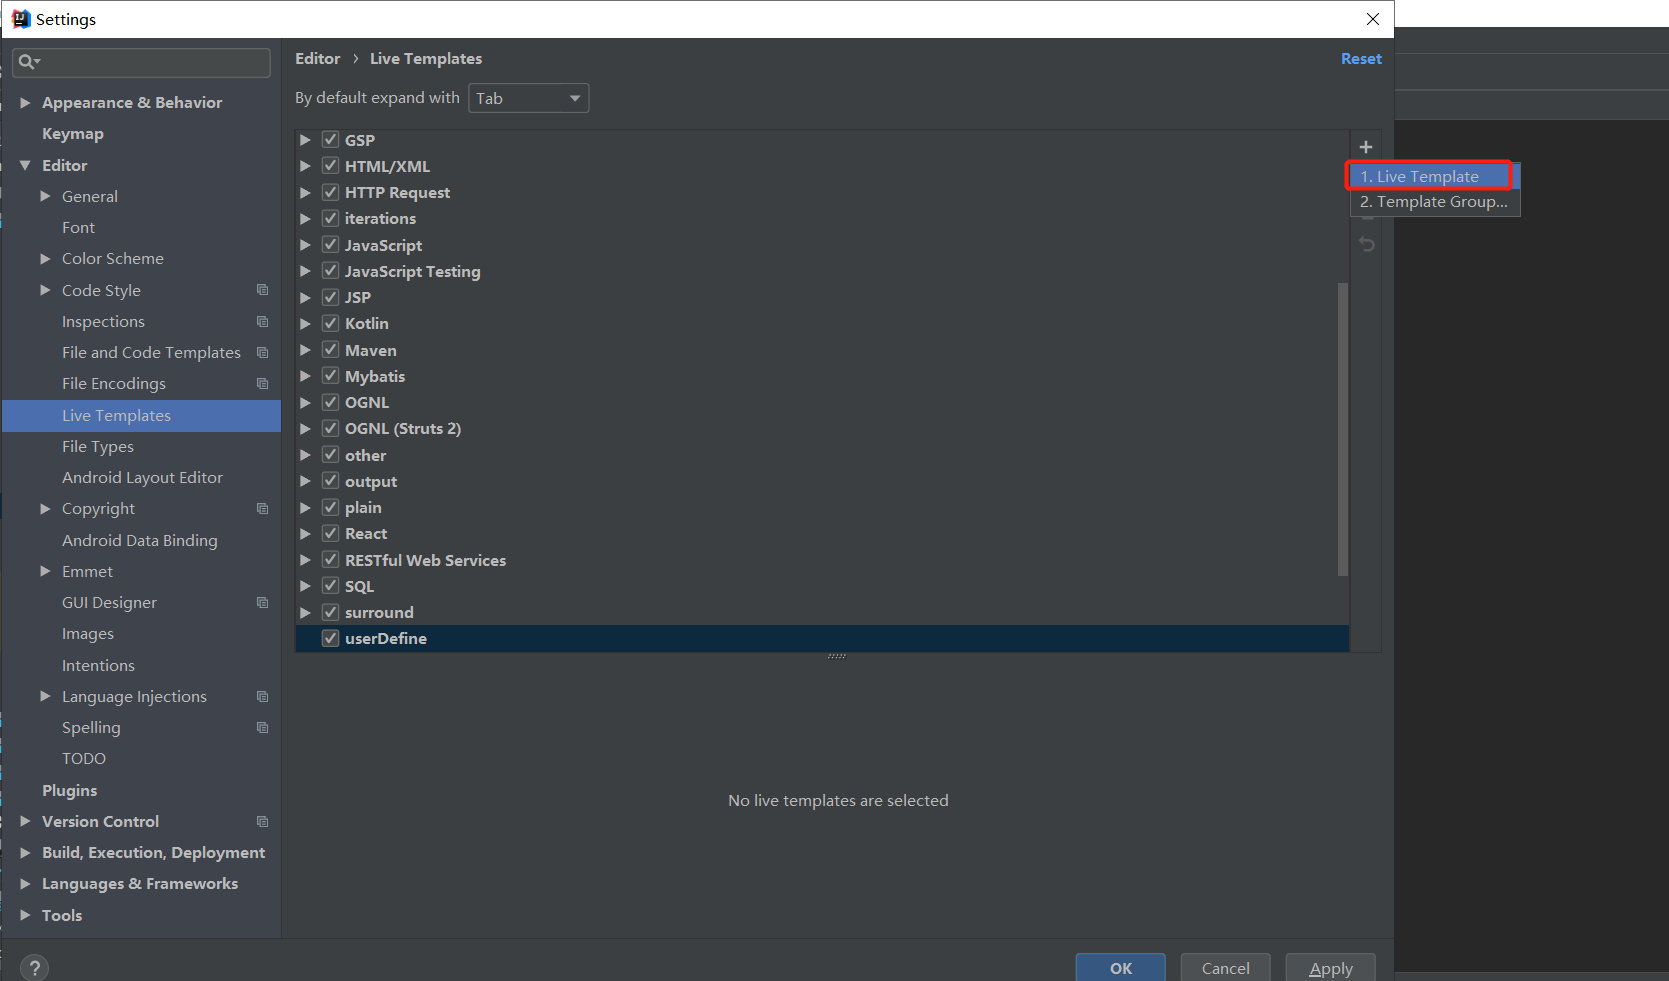 Settings
Editor › Live Templates
Reset
By default expand with Tab
Appearance & Behavior
Keymap
Editor
General
Font
Color Scheme
Code Style
Inspections
File and Code Templates
File Encodings
Live Templates
File Types
Android Layout Editor
Copyright
Android Data Binding
Emmet
GUI Designer
Images
Intentions
Language Injections
Spelling
TODO
Plugins
Version Control
Build, Execution, Deployment
Languages & Frameworks
Tools
GSP
HTML/XML
HTTP Request
iterations
JavaScript
JavaScript Testing
JSP
Kotlin
Maven
Mybatis
OGNL
OGNL (Struts 2)
other
output
plain
React
RESTful Web Services
SQL
surround
userDefine
1. Live Template
2. Template Group...
No live templates are selected
?
OK
Cancel
Apply